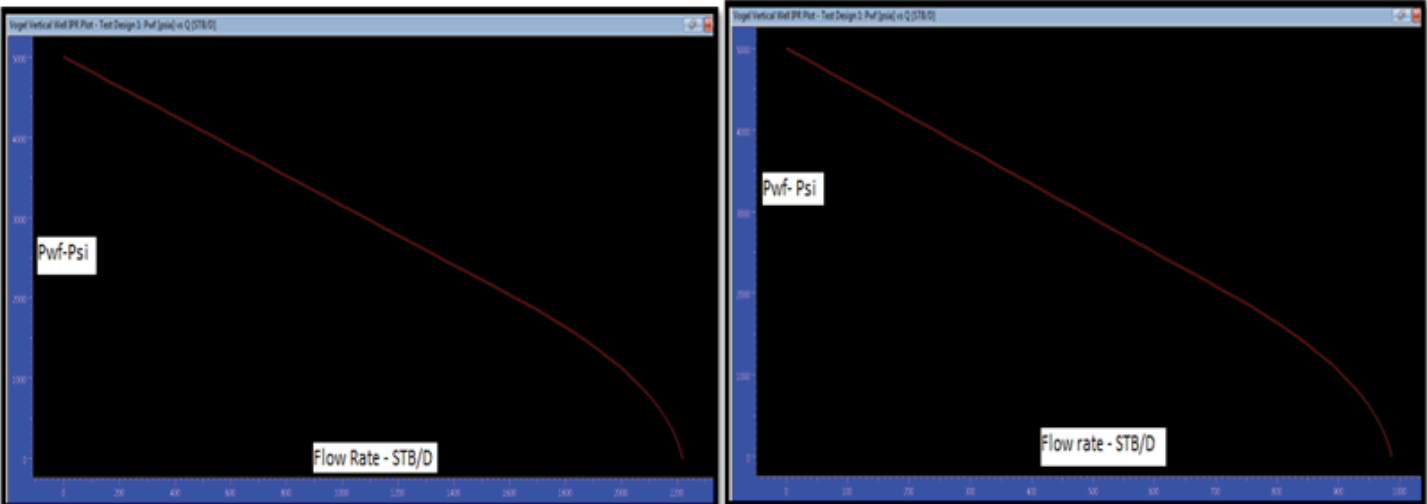 Vogel Vertical Well IPR Plot - Test Design 1: Pwf [psia] vs Q [STB/D]
5000
4000
3000
2000
1000
0
Pwf-Psi
Flow Rate - STB/D
0 200 400 600 800 1000 1200 1400 1600 1800 2000 2200
Vogel Vertical Well IPR Plot - Test Design 1: Pwf [psia] vs Q [STB/D]
5000
4000
3000
2000
1000
0
Pwf- Psi
Flow rate - STB/D
0 100 200 300 400 500 600 700 800 900 1000